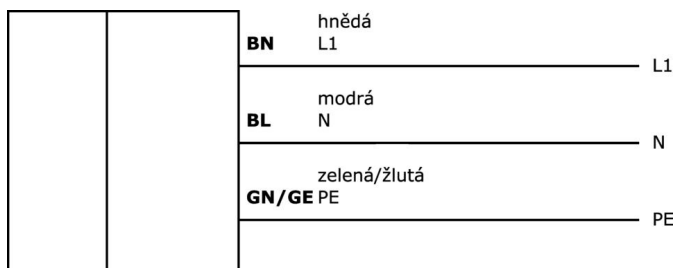 hnědá
BN L1
L1
modrá
BL N
N
zelená/žlutá
GN/GE PE
PE